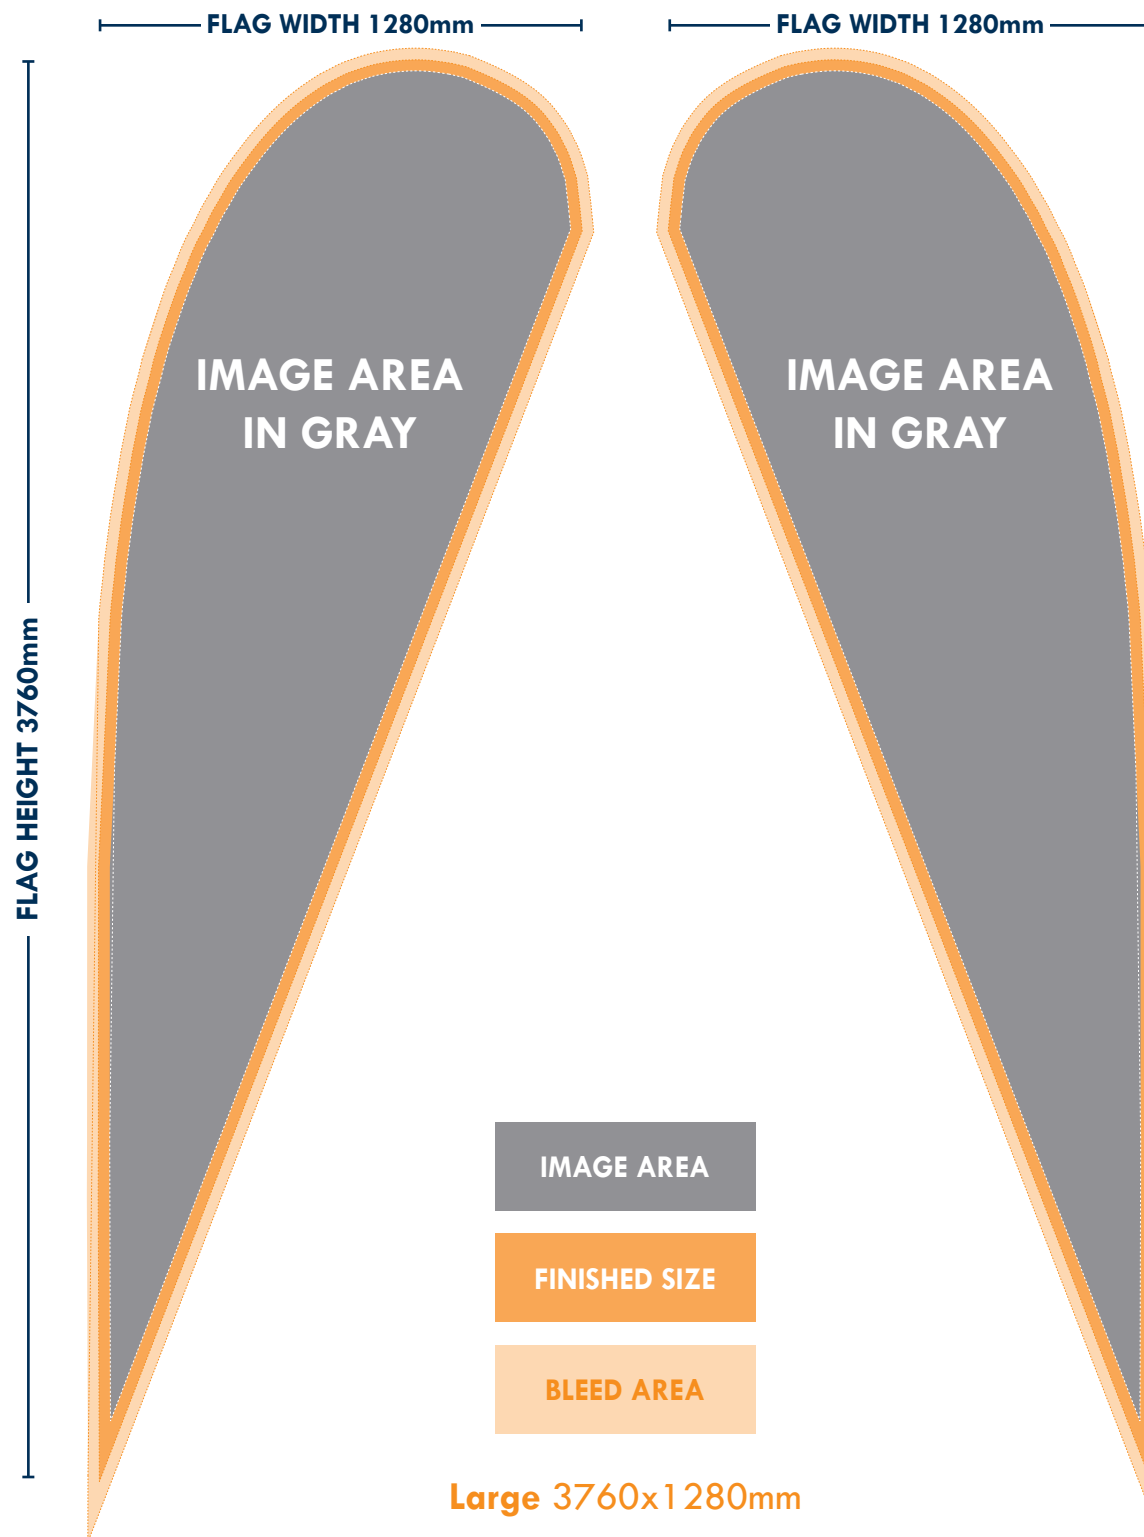 FLAG WIDTH 1280mm
FLAG WIDTH 1280mm
FLAG HEIGHT 3760mm
IMAGE AREA
IN GRAY
IMAGE AREA
IN GRAY
IMAGE AREA
FINISHED SIZE
BLEED AREA
Large 3760x1280mm